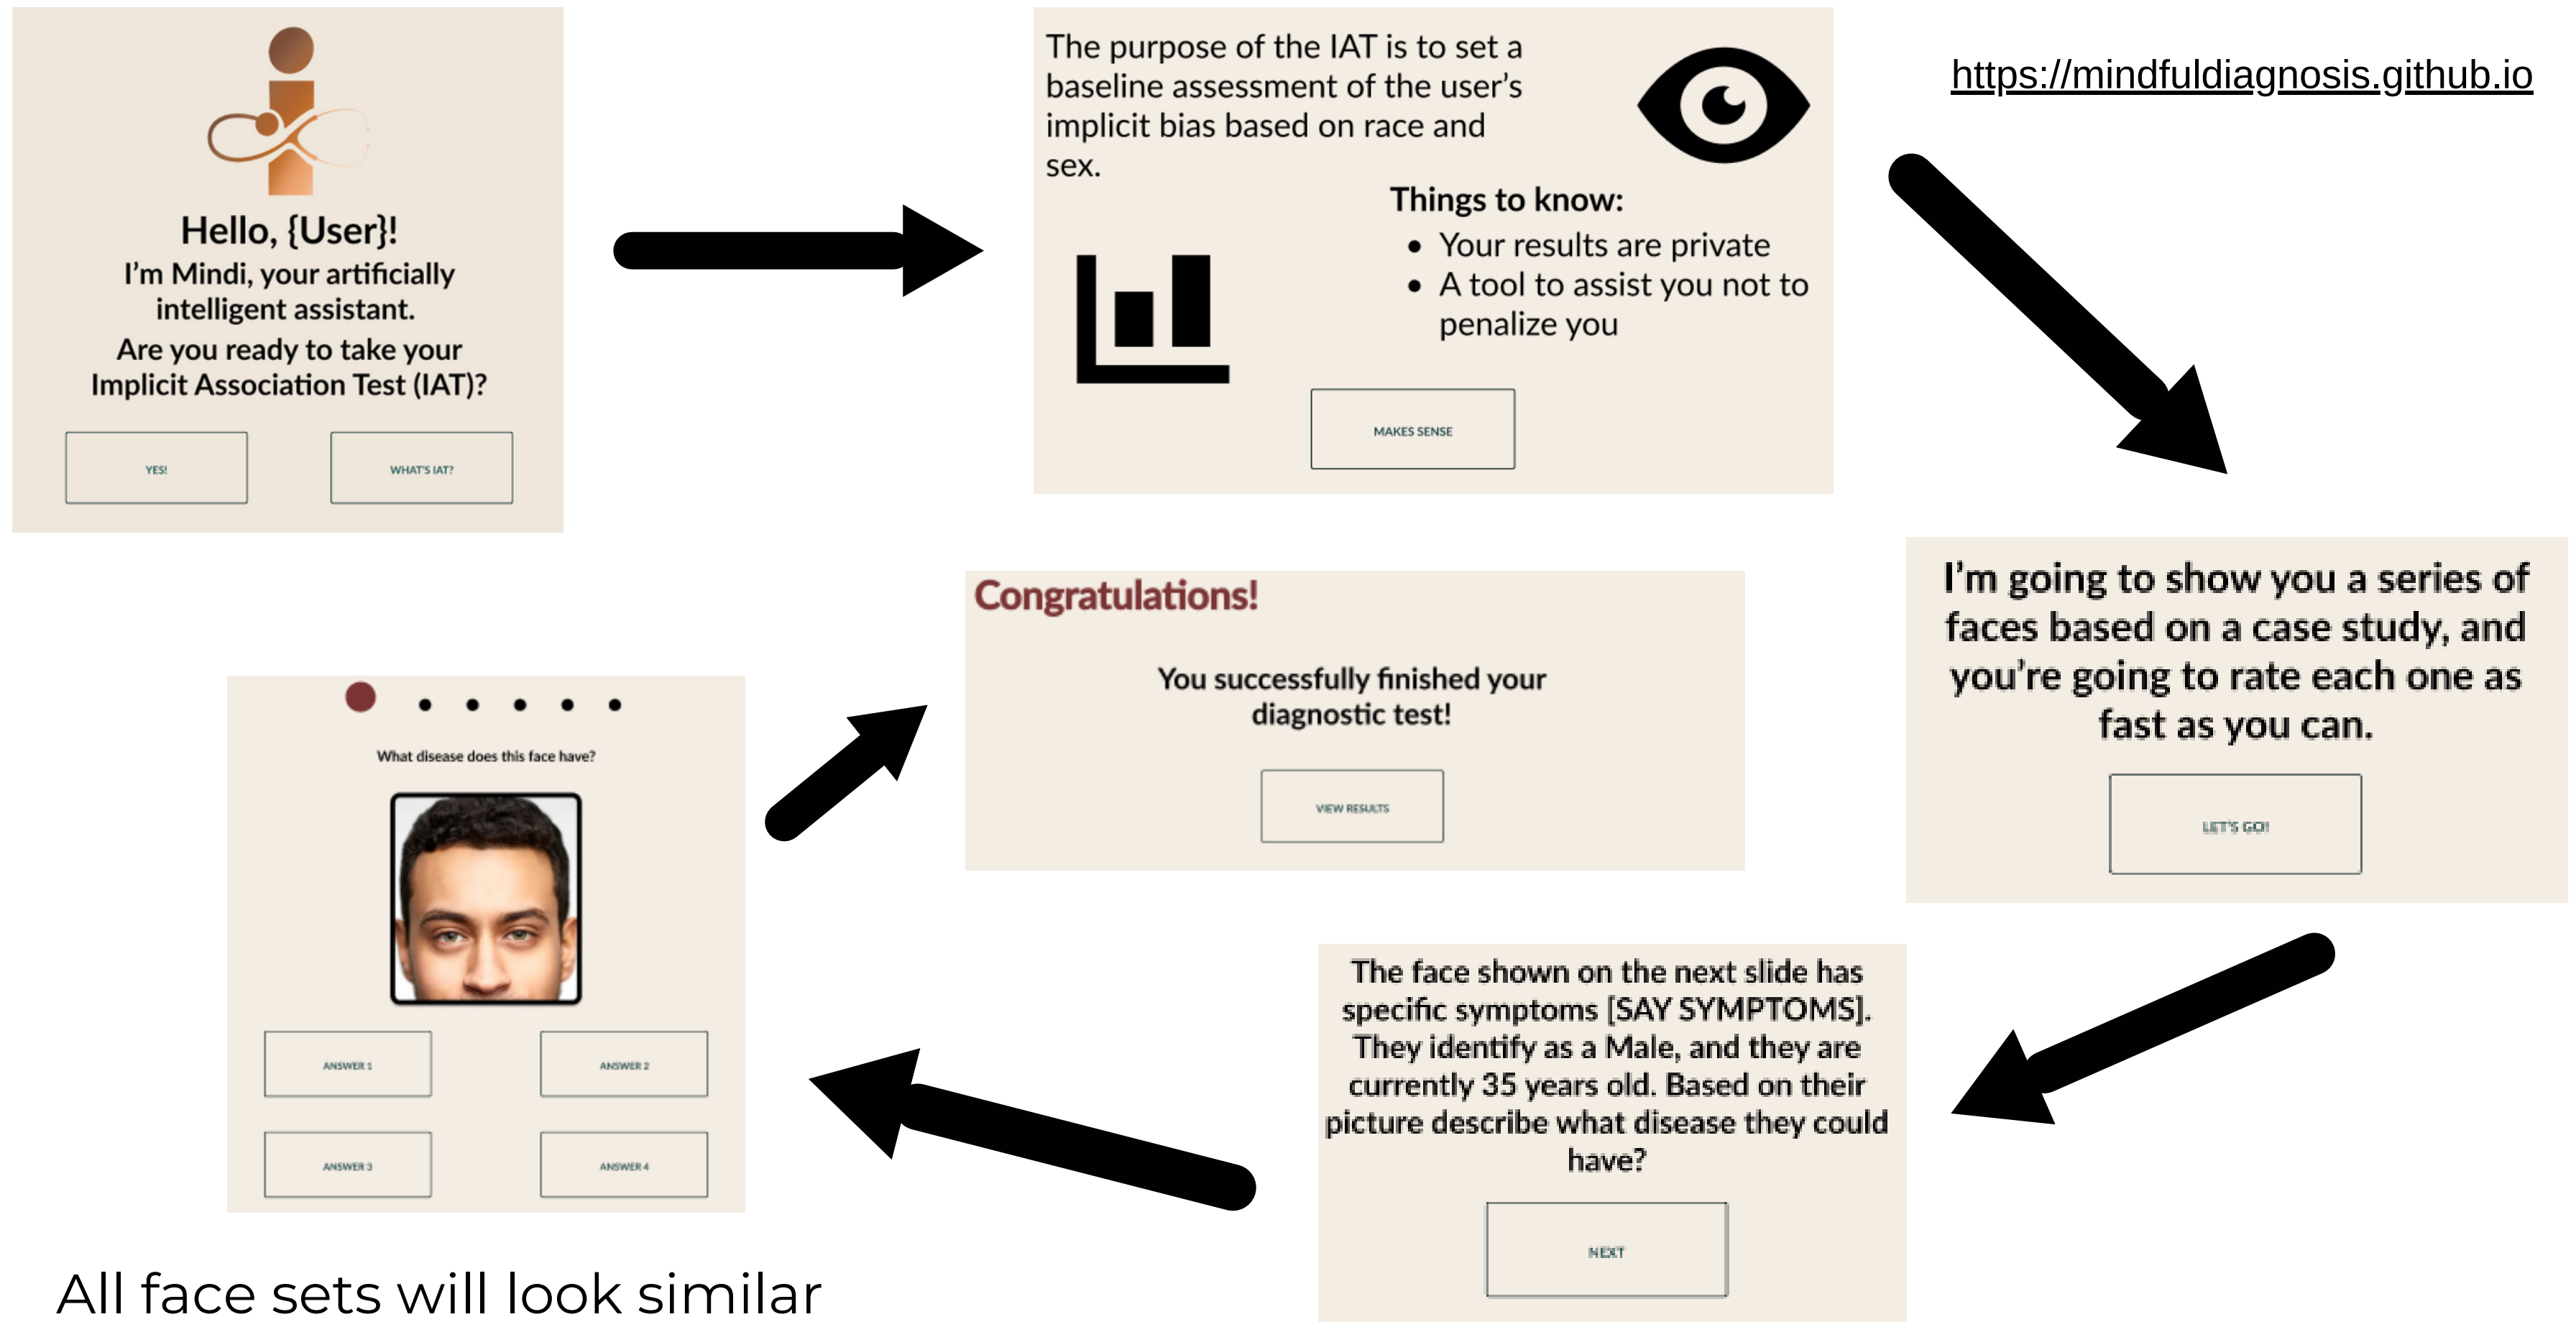 Hello, {User}!
I'm Mindi, your artificially
intelligent assistant.
Are you ready to take your
Implicit Association Test (IAT)?
YES!
WHAT'S IAT?
The purpose of the IAT is to set a
baseline assessment of the user's
implicit bias based on race and
sex.
Things to know:
• Your results are private
• A tool to assist you not to
penalize you
MAKES SENSE
https://mindfuldiagnosis.github.io
I'm going to show you a series of
faces based on a case study, and
you're going to rate each one as
fast as you can.
LET'S GO!
The face shown on the next slide has
specific symptoms [SAY SYMPTOMS].
They identify as a Male, and they are
currently 35 years old. Based on their
picture describe what disease they could
have?
NEXT
What disease does this face have?
ANSWER 1
ANSWER 2
ANSWER 3
ANSWER 4
Congratulations!
You successfully finished your
diagnostic test!
VIEW RESULTS
All face sets will look similar